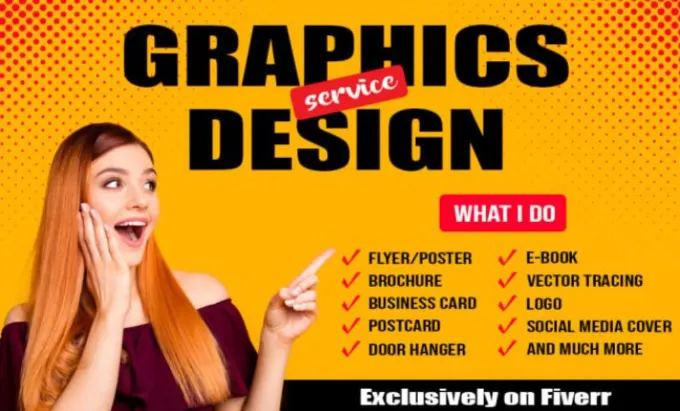 GRAPHICS
service
DESIGN
WHAT I DO
✓ FLYER/POSTER
✓ BROCHURE
✓ BUSINESS CARD
✓ POSTCARD
✓ DOOR HANGER
✓ E-BOOK
✓ VECTOR TRACING
✓ LOGO
✓ SOCIAL MEDIA COVER
✓ AND MUCH MORE
Exclusively on Fiverr